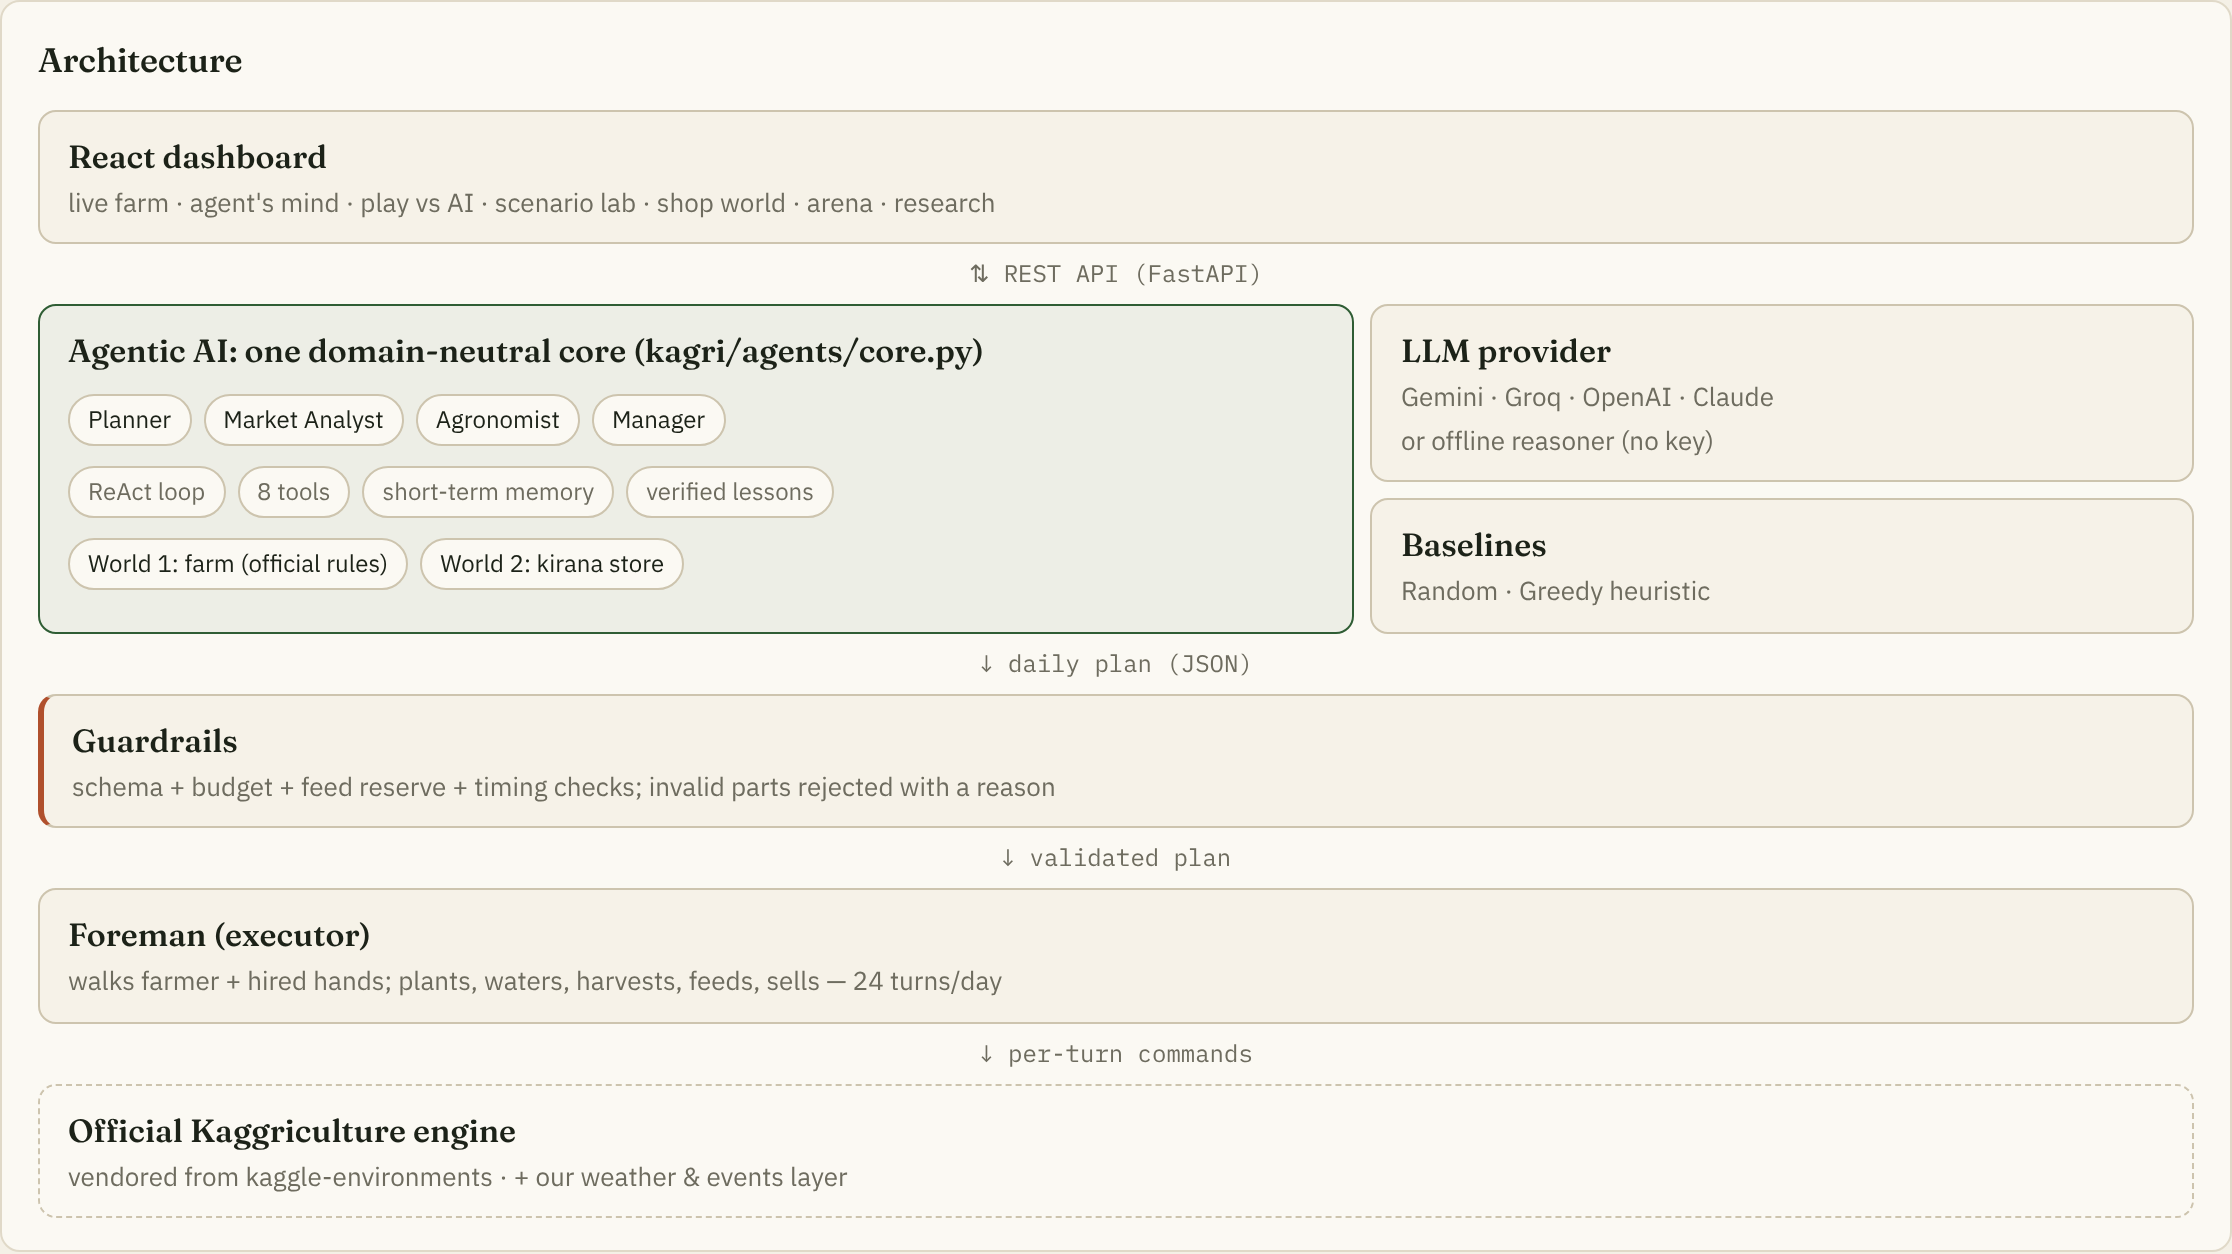 Architecture
React dashboard
live farm · agent's mind · play vs AI · scenario lab · shop world · arena · research
⇅ REST API (FastAPI)
Agentic AI: one domain-neutral core (kagri/agents/core.py)
Planner Market Analyst Agronomist Manager
ReAct loop 8 tools short-term memory verified lessons
World 1: farm (official rules) World 2: kirana store
LLM provider
Gemini · Groq · OpenAI · Claude
or offline reasoner (no key)
Baselines
Random · Greedy heuristic
↓ daily plan (JSON)
Guardrails
schema + budget + feed reserve + timing checks; invalid parts rejected with a reason
↓ validated plan
Foreman (executor)
walks farmer + hired hands; plants, waters, harvests, feeds, sells — 24 turns/day
↓ per-turn commands
Official Kaggriculture engine
vendored from kaggle-environments · + our weather & events layer